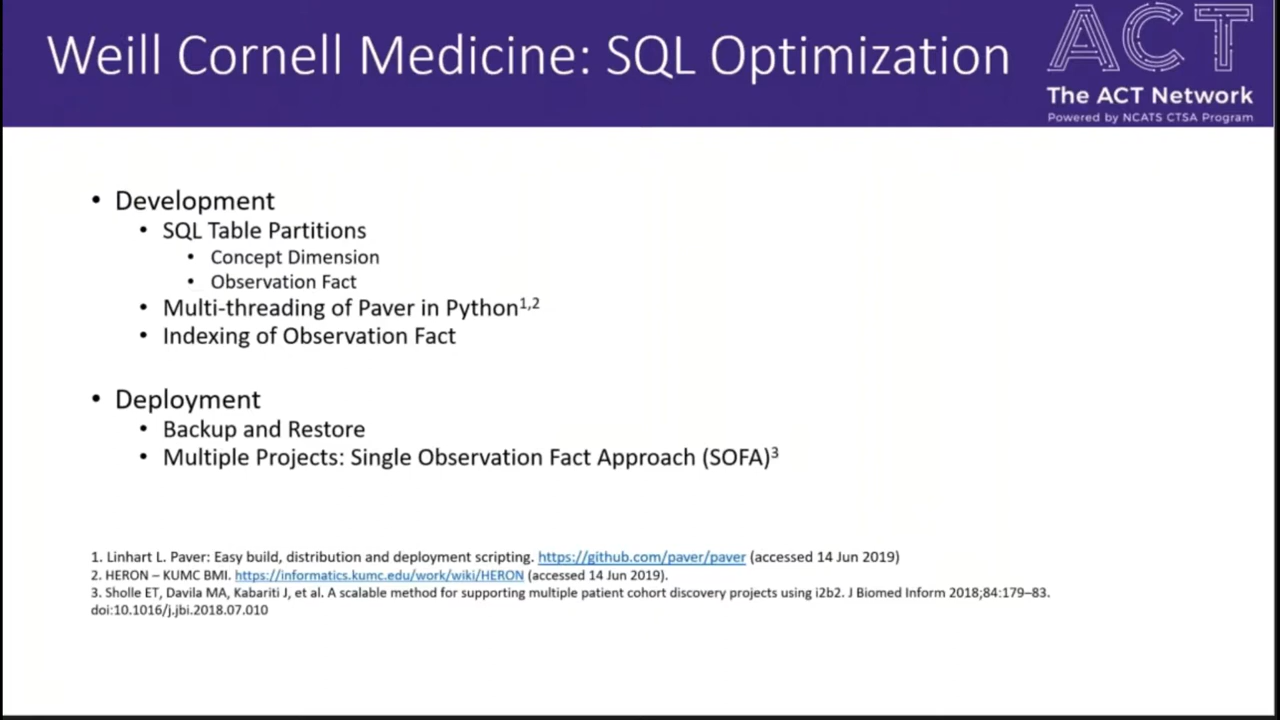 Weill Cornell Medicine: SQL Optimization
ACT
The ACT Network
Powered by NCATS CTSA Program
• Development
• SQL Table Partitions
• Concept Dimension
• Observation Fact
• Multi-threading of Paver in Python1,2
• Indexing of Observation Fact
• Deployment
• Backup and Restore
• Multiple Projects: Single Observation Fact Approach (SOFA)3
1. Linhart L. Paver: Easy build, distribution and deployment scripting. https://github.com/paver/paver (accessed 14 Jun 2019)
2. HERON – KUMC BMI. https://informatics.kumc.edu/work/wiki/HERON (accessed 14 Jun 2019).
3. Sholle ET, Davila MA, Kabariti J, et al. A scalable method for supporting multiple patient cohort discovery projects using i2b2. J Biomed Inform 2018;84:179–83.
doi:10.1016/j.jbi.2018.07.010